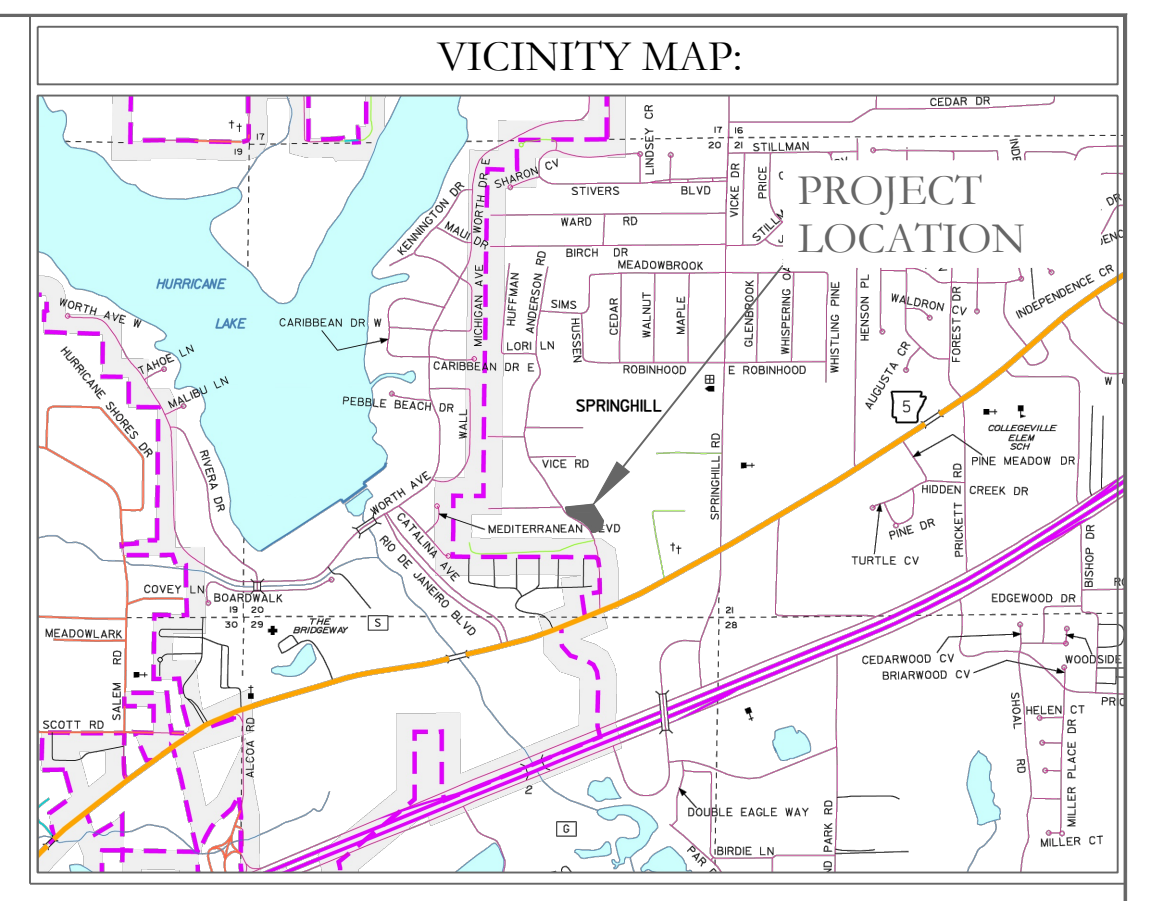 VICINITY MAP:
CEDAR DR
17
19
17
16
20
21
LINDSEY CR
STILLMAN
SHARON CV
STIVERS
BLVD
VICKE DR
PRICE
PROJECT
LOCATION
KENNINGTON DR
WORTH DR E
MAUI DR
WARD
RD
BIRCH DR
MEADOWBROOK
HURRICANE
LAKE
WORTH AVE W
CARIBBEAN DR W
MICHIGAN AVE
HUFFMAN
ANDERSON RD
SIMS
HUSSEN
CEDAR
WALNUT
MAPLE
GLENBROOK
WHISPERING
WHISTLING PINE
HENSON PL
WALDRON CV
FOREST DR
INDEPENDENCE CR
TAHOE LN
MALIBU LN
HURRICANE SHORES DR
LORI LN
CARIBBEAN DR E
ROBINHOOD
E ROBINHOOD
AUGUSTA CR
5
PEBBLE BEACH DR
WALL
SPRINGHILL
COLLEGEVILLE
ELEM
SCH
RIVERA DR
VICE RD
SPRINGHILL RD
PINE MEADOW DR
HIDDEN CREEK DR
PRICKETT RD
WORTH AVE
MEDITERRANEAN BLVD
CATALINA AVE
RIO DE JANEIRO BLVD
PINE DR
TURTLE CV
BISHOP DR
COVEY LN
BOARDWALK
EDGEWOOD DR
19
20
30
29
THE
BRIDGEWAY
S
21
28
MEADOWLARK
SALEM RD
CEDARWOOD CV
WOODSIDE
BRIARWOOD CV
SCOTT RD
ALCOA RD
SHOAL RD
HELEN CT
MILLER PLACE DR
2
DOUBLE EAGLE WAY
G
BIRDIE LN
PARK RD
MILLER CT